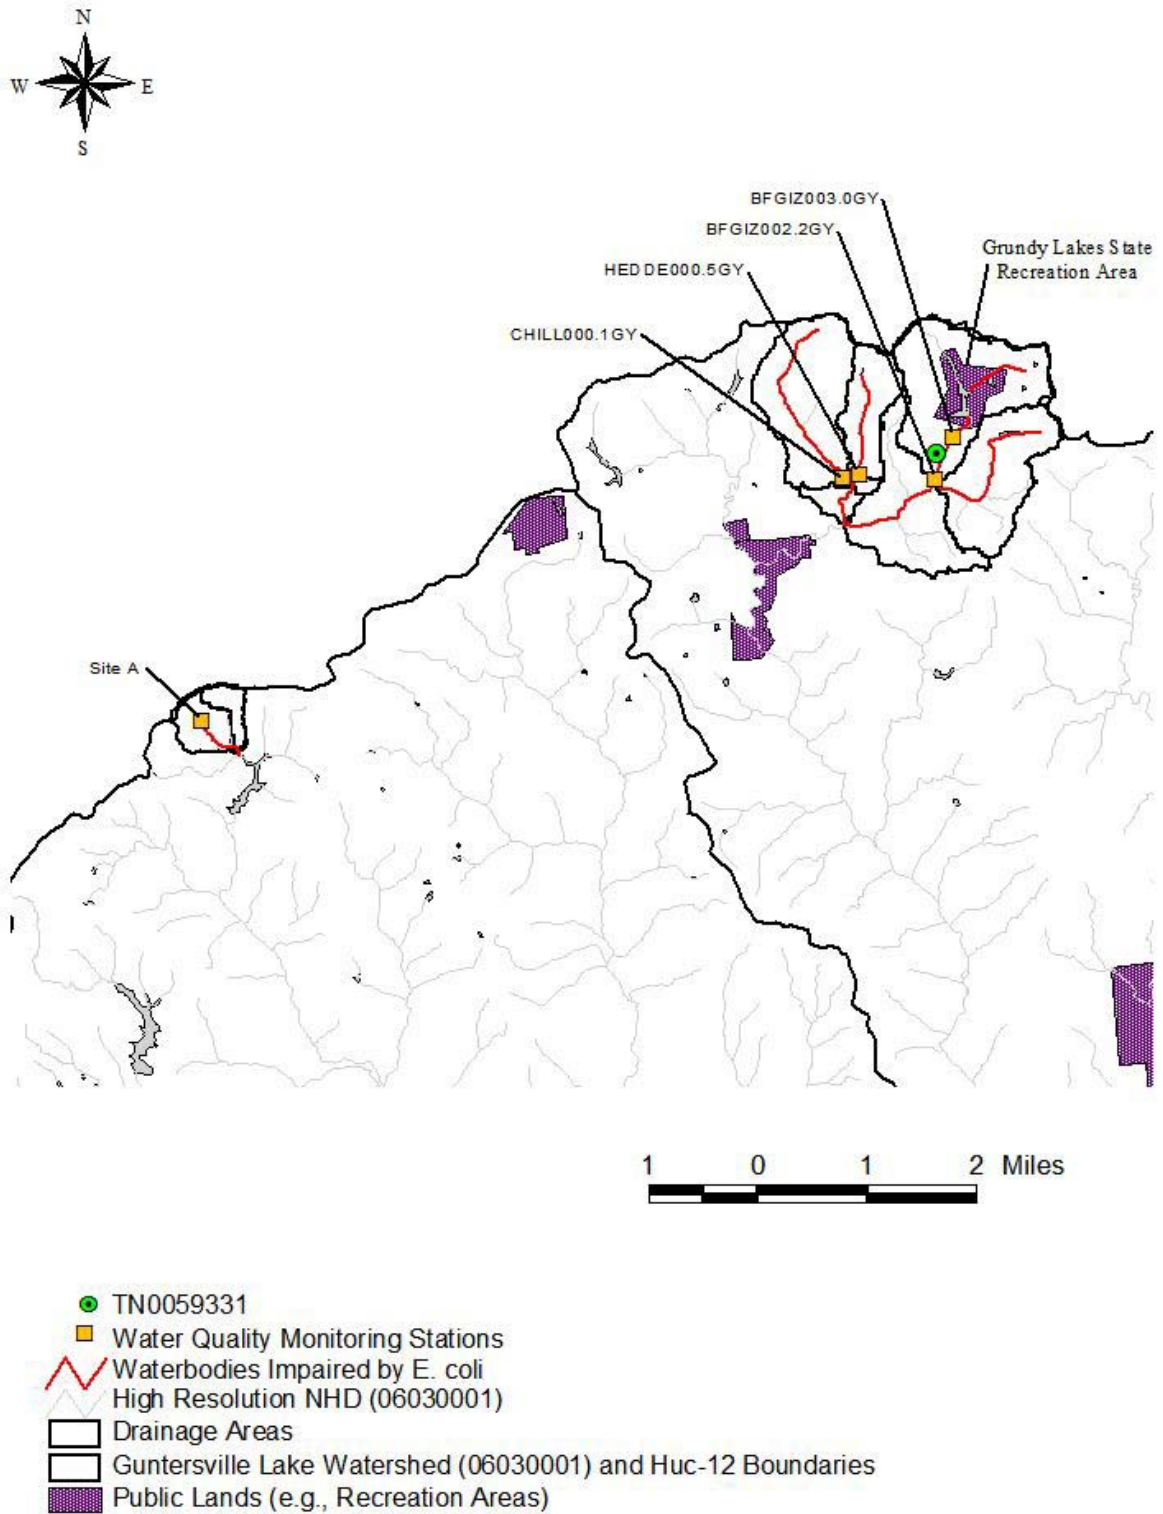 N
W E
S
BFGIZ003.0GY
BFGIZ002.2GY
Grundy Lakes State
Recreation Area
HEDDE000.5GY
CHILL000.1GY
Site A
1 0 1 2 Miles
TN0059331
Water Quality Monitoring Stations
Waterbodies Impaired by E. coli
High Resolution NHD (06030001)
Drainage Areas
Guntersville Lake Watershed (06030001) and Huc-12 Boundaries
Public Lands (e.g., Recreation Areas)